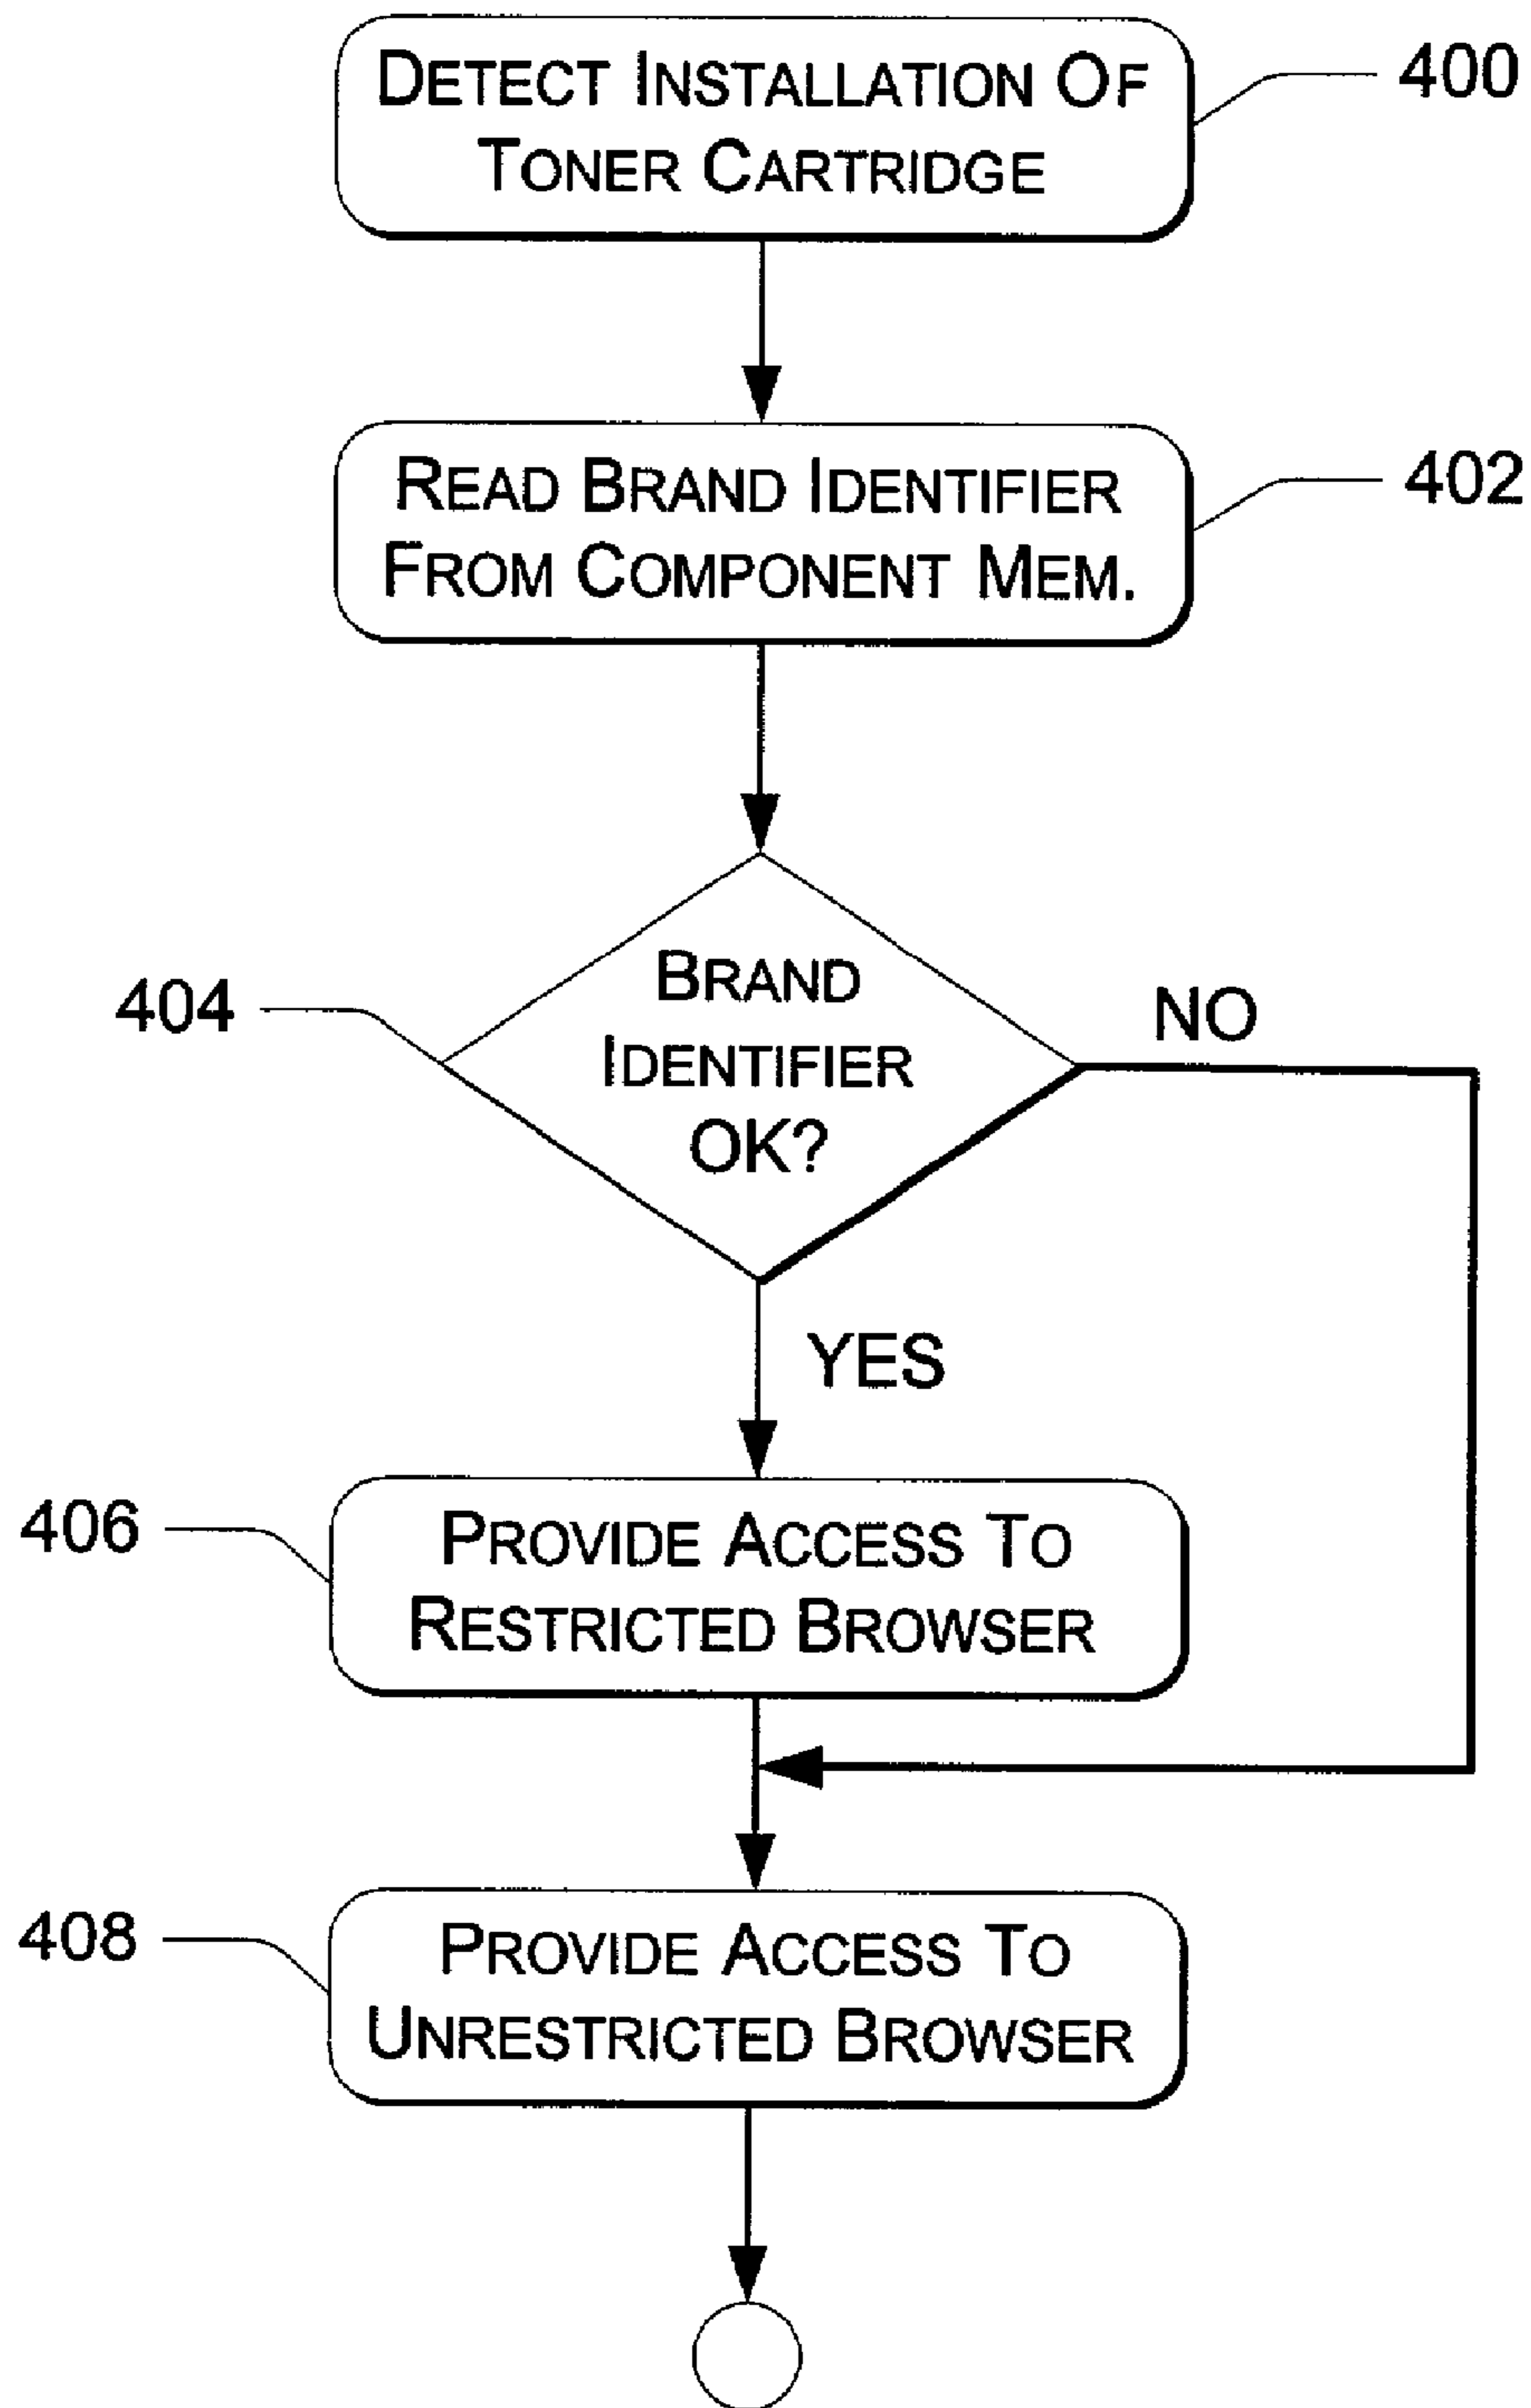 DETECT INSTALLATION OF
TONER CARTRIDGE
400
READ BRAND IDENTIFIER
FROM COMPONENT MEM.
402
404
BRAND
IDENTIFIER
OK?
NO
YES
406
PROVIDE ACCESS TO
RESTRICTED BROWSER
408
PROVIDE ACCESS TO
UNRESTRICTED BROWSER